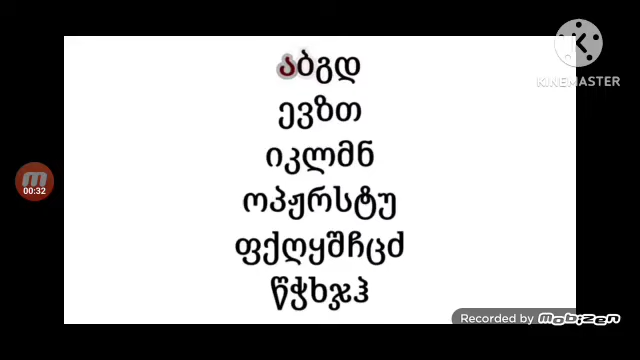 აბგდ
ევზთ
იკლმნ
ოპჟრსტუ
ფქღყშჩცძ
წჭხჯჰ
KINEMASTER
00:32
Recorded by mobizen